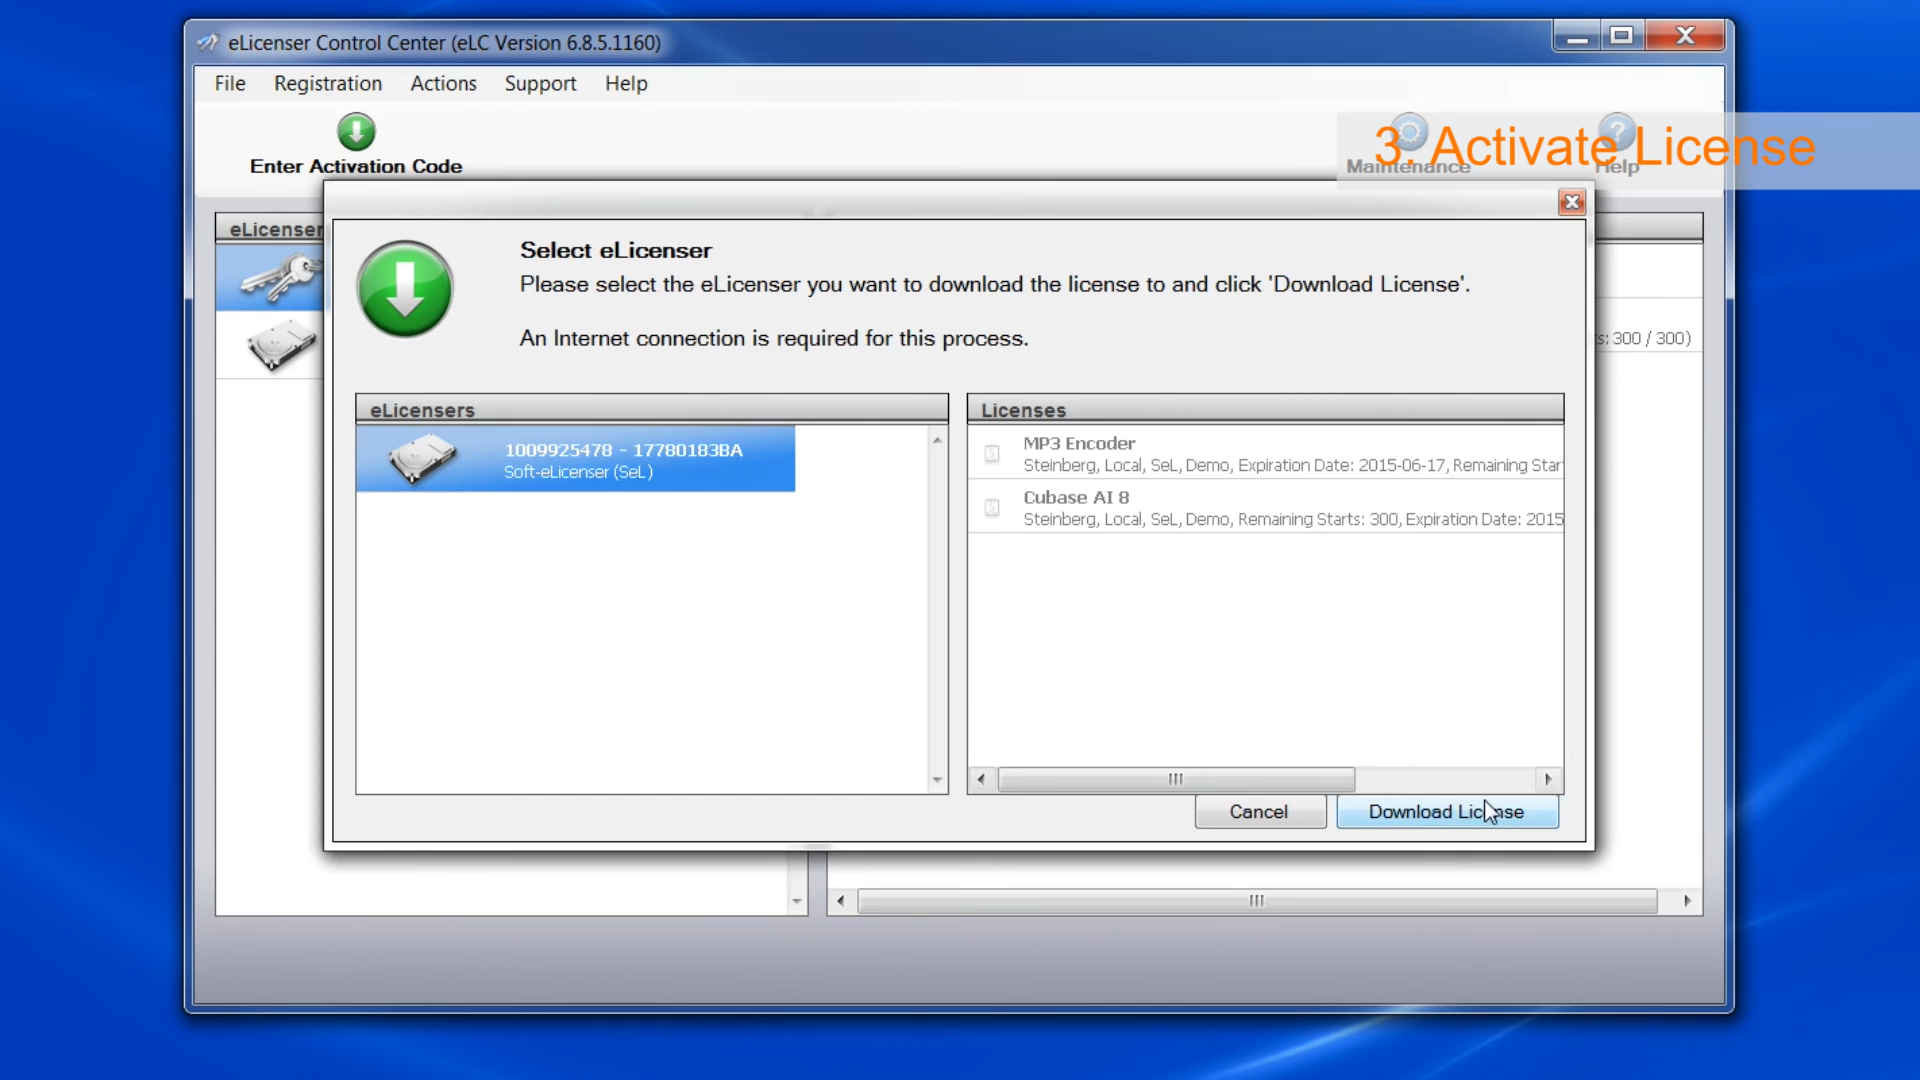 eLicenser Control Center (eLC Version 6.8.5.1160)
File Registration Actions Support Help
3. Activate License
Enter Activation Code
Maintenance
Help
eLicenser
Select eLicenser
Please select the eLicenser you want to download the license to and click 'Download License'.
An Internet connection is required for this process.
s: 300 / 300)
eLicensers
Licenses
1009925478 - 17780183BA
Soft-eLicenser (SeL)
MP3 Encoder
Steinberg, Local, SeL, Demo, Expiration Date: 2015-06-17, Remaining Star
Cubase AI 8
Steinberg, Local, SeL, Demo, Remaining Starts: 300, Expiration Date: 2015
Cancel
Download License